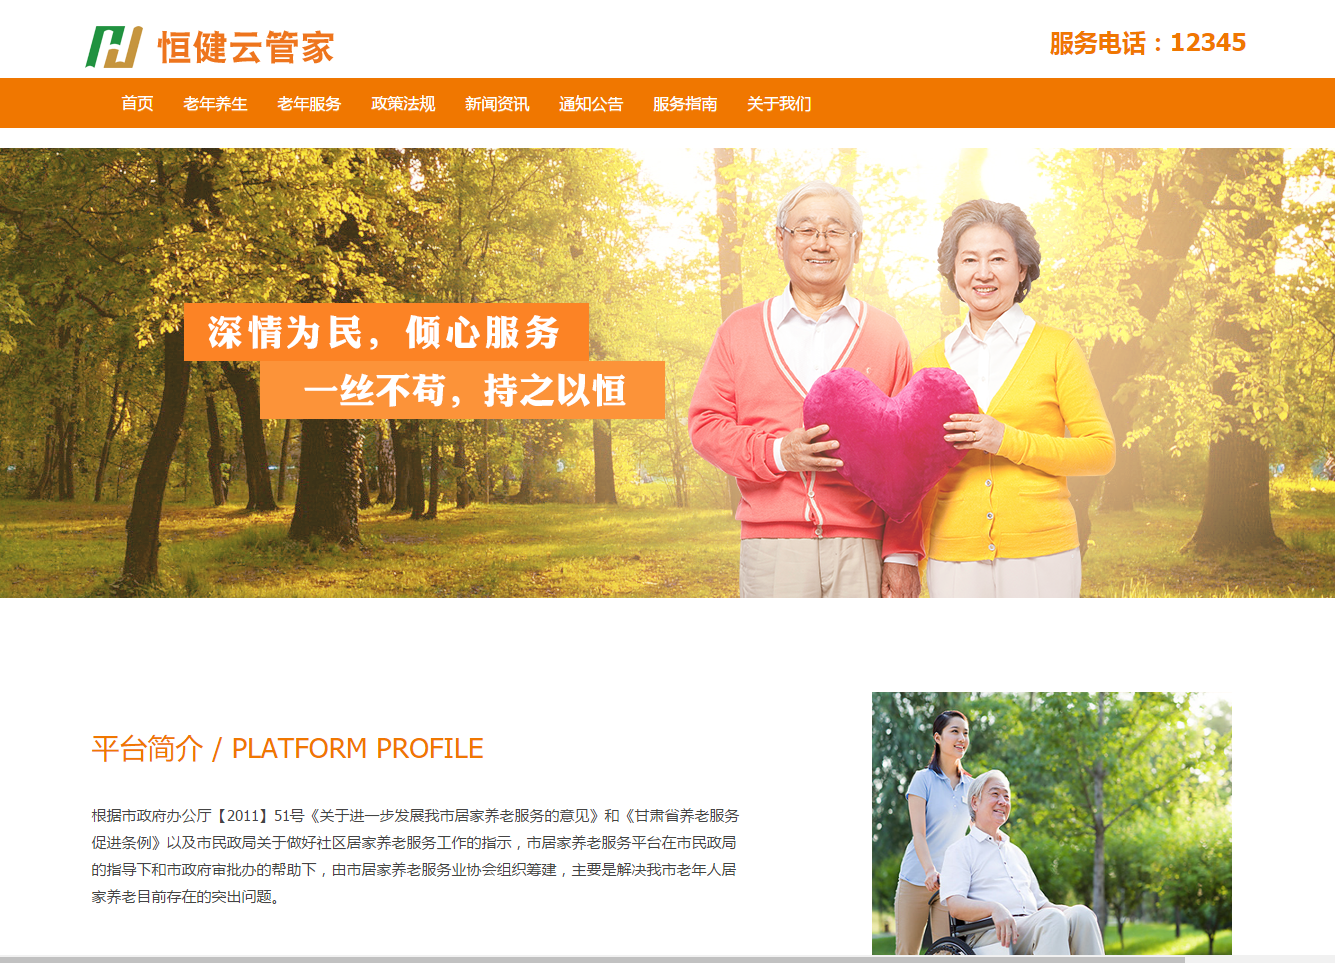 恒健云管家
服务电话：12345
首页 老年养生 老年服务 政策法规 新闻资讯 通知公告 服务指南 关于我们
深情为民，倾心服务
一丝不苟，持之以恒
平台简介 / PLATFORM PROFILE
根据市政府办公厅【2011】51号《关于进一步发展我市居家养老服务的意见》和《甘肃省养老服务
促进条例》以及市民政局关于做好社区居家养老服务工作的指示，市居家养老服务平台在市民政局
的指导下和市政府审批办的帮助下，由市居家养老服务业协会组织筹建，主要是解决我市老年人居
家养老目前存在的突出问题。